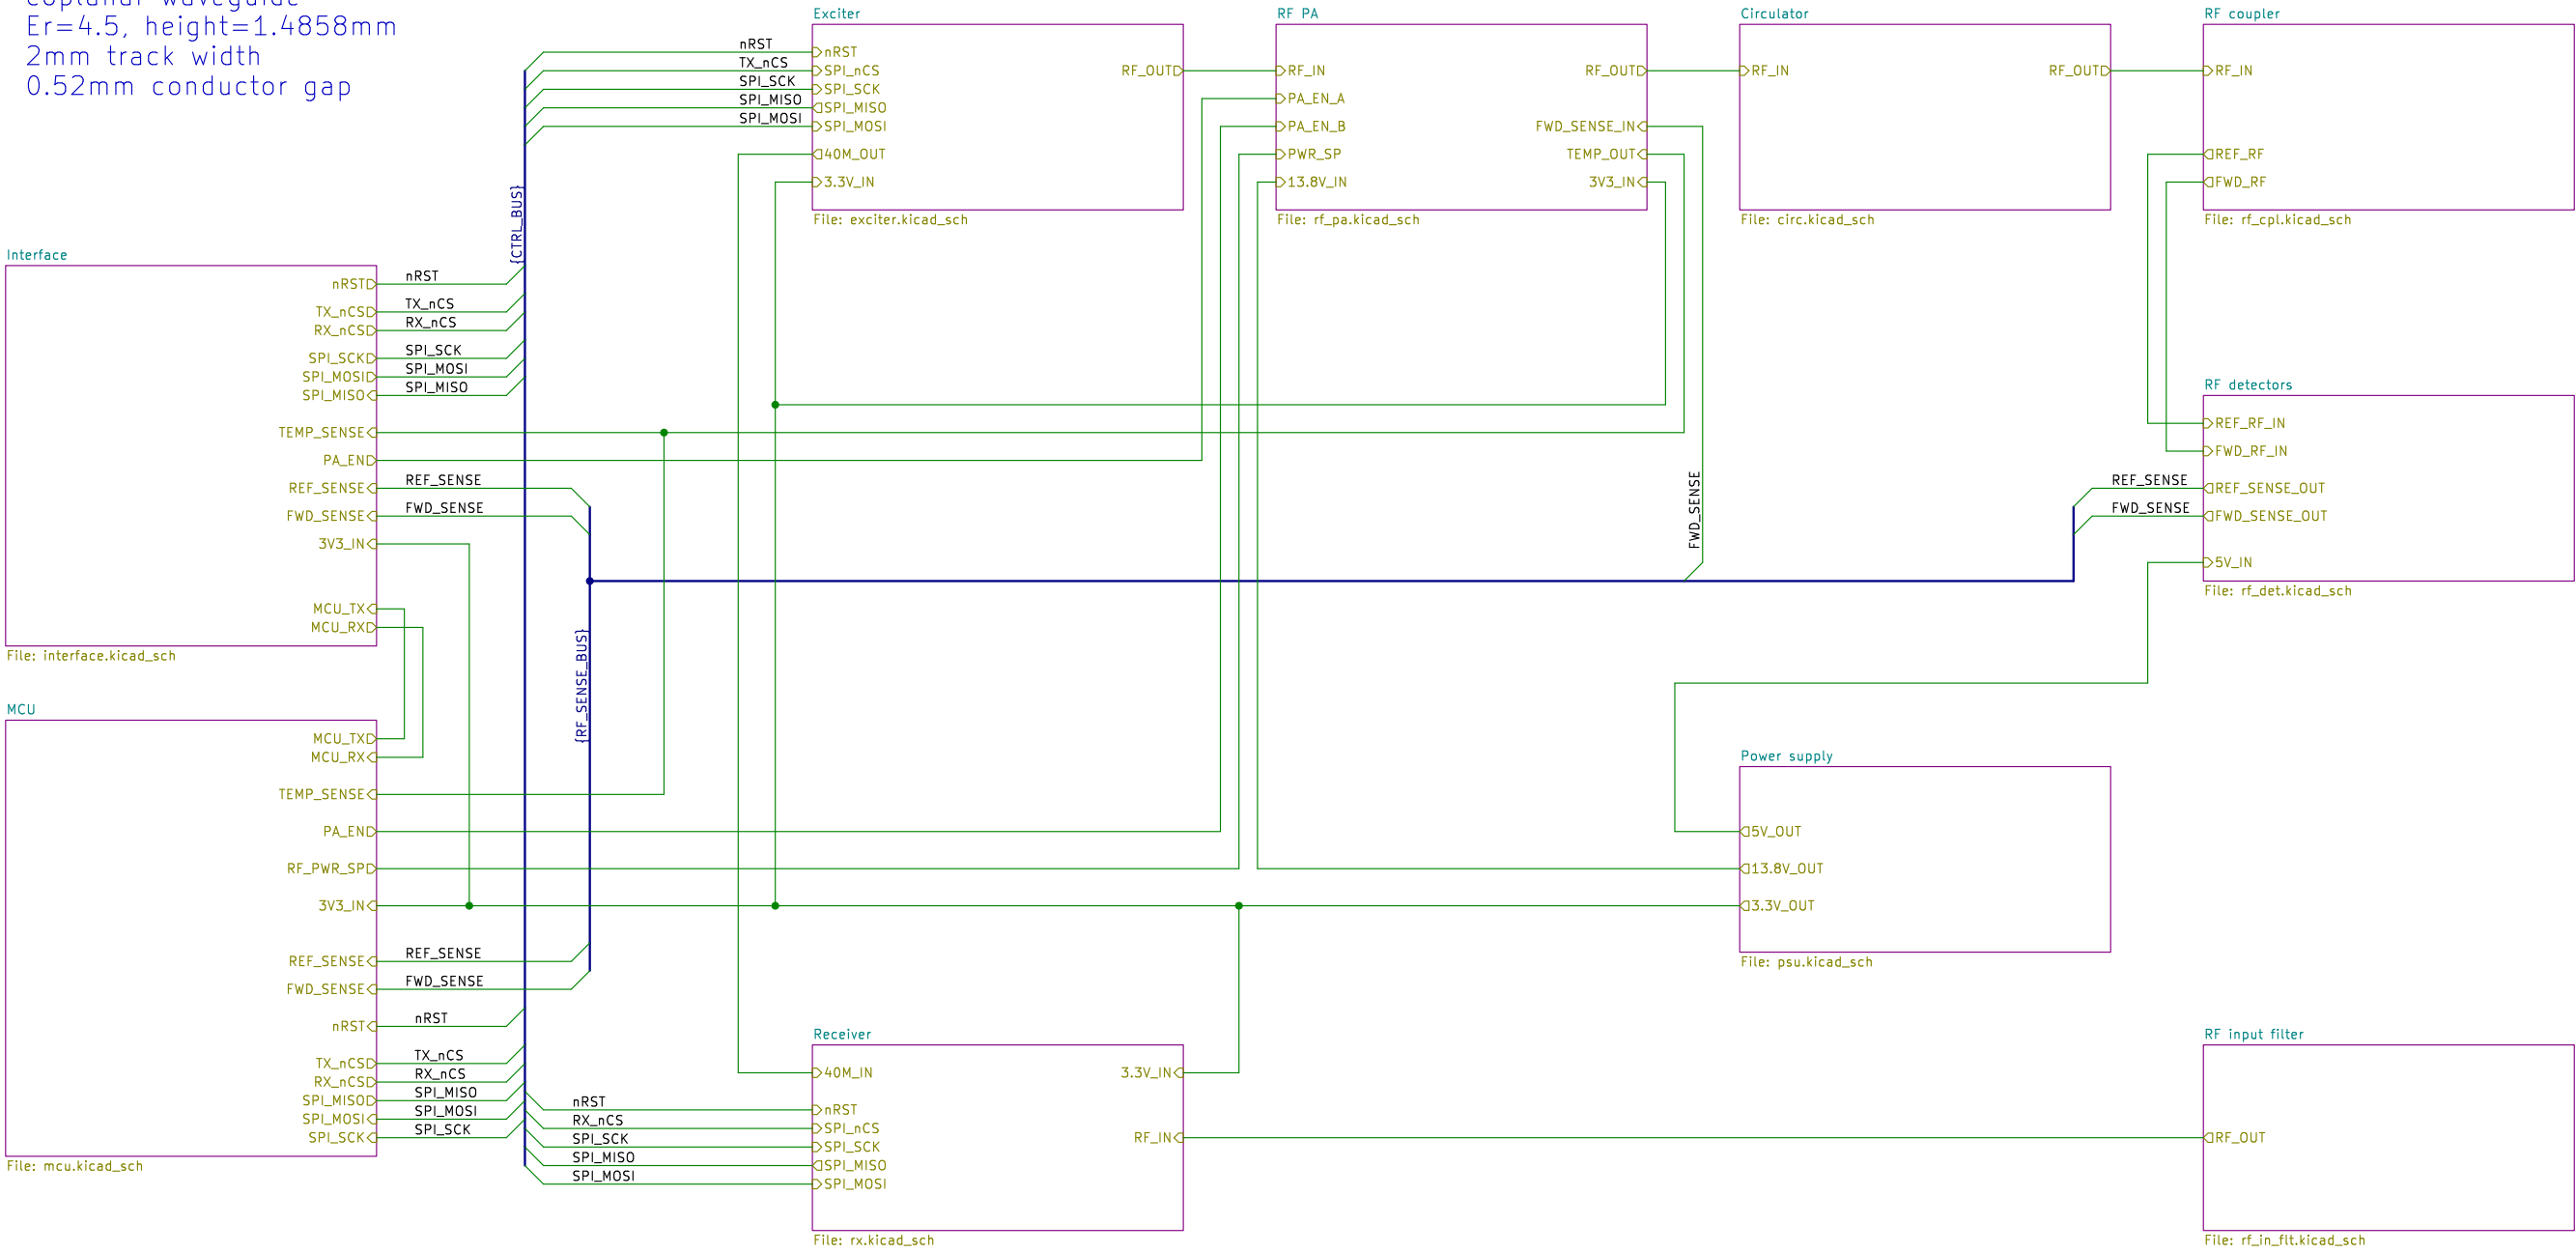 coplanar waveguide
Er=4.5, height=1.4858mm
2mm track width
0.52mm conductor gap
Exciter
nRST
TX_nCS
SPI_SCK
SPI_MISO
SPI_MOSI
nRST
SPI_nCS
SPI_SCK
SPI_MISO
SPI_MOSI
40M_OUT
3.3V_IN
RF_OUT
File: exciter.kicad_sch
RF PA
RF_IN
PA_EN_A
PA_EN_B
PWR_SP
13.8V_IN
RF_OUT
FWD_SENSE_IN
TEMP_OUT
3V3_IN
File: rf_pa.kicad_sch
Circulator
RF_IN
RF_OUT
File: circ.kicad_sch
RF coupler
RF_IN
REF_RF
FWD_RF
File: rf_cpl.kicad_sch
{CTRL_BUS}
Interface
nRST
TX_nCS
RX_nCS
SPI_SCK
SPI_MOSI
SPI_MISO
TEMP_SENSE
PA_EN
REF_SENSE
FWD_SENSE
3V3_IN
MCU_TX
MCU_RX
nRST
TX_nCS
RX_nCS
SPI_SCK
SPI_MOSI
SPI_MISO
REF_SENSE
FWD_SENSE
File: interface.kicad_sch
FWD_SENSE
RF detectors
REF_RF_IN
FWD_RF_IN
REF_SENSE_OUT
FWD_SENSE_OUT
5V_IN
REF_SENSE
FWD_SENSE
File: rf_det.kicad_sch
{RF_SENSE_BUS}
MCU
MCU_TX
MCU_RX
TEMP_SENSE
PA_EN
RF_PWR_SP
3V3_IN
REF_SENSE
FWD_SENSE
nRST
TX_nCS
RX_nCS
SPI_MISO
SPI_MOSI
SPI_SCK
REF_SENSE
FWD_SENSE
nRST
TX_nCS
RX_nCS
SPI_MISO
SPI_MOSI
SPI_SCK
File: mcu.kicad_sch
Power supply
5V_OUT
13.8V_OUT
3.3V_OUT
File: psu.kicad_sch
Receiver
nRST
RX_nCS
SPI_SCK
SPI_MISO
SPI_MOSI
40M_IN
nRST
SPI_nCS
SPI_SCK
SPI_MISO
SPI_MOSI
3.3V_IN
RF_IN
File: rx.kicad_sch
RF input filter
RF_OUT
File: rf_in_flt.kicad_sch